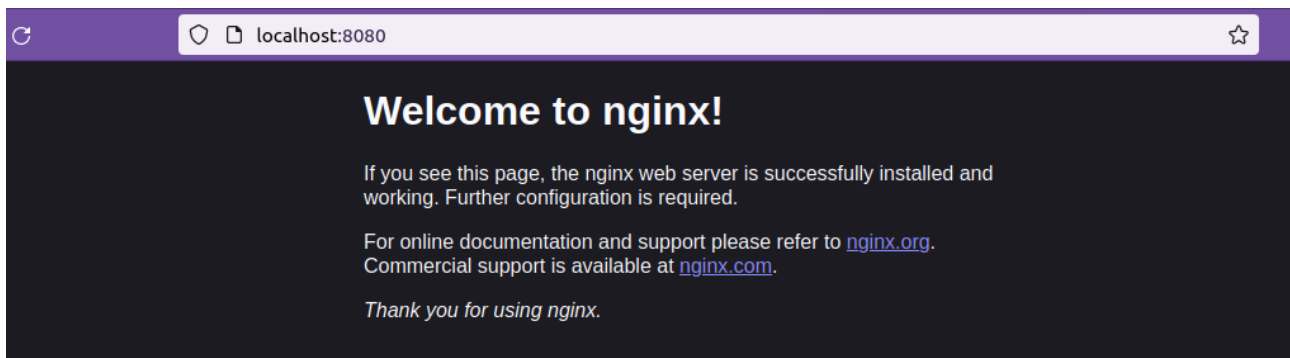 localhost:8080
Welcome to nginx!
If you see this page, the nginx web server is successfully installed and
working. Further configuration is required.
For online documentation and support please refer to nginx.org.
Commercial support is available at nginx.com.
Thank you for using nginx.